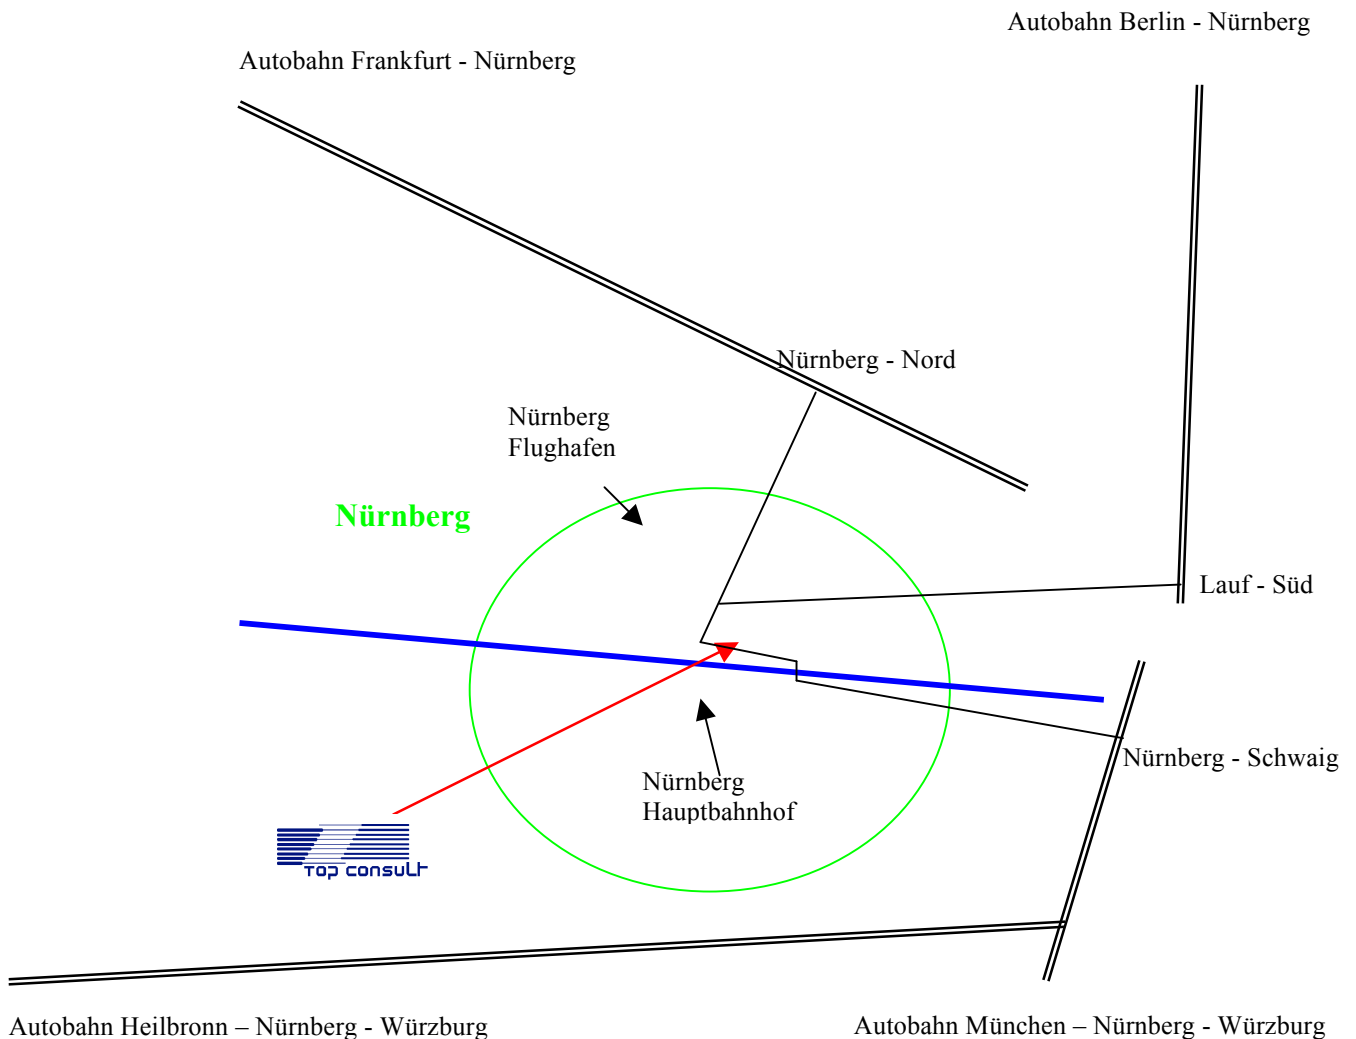 Autobahn Berlin - Nürnberg
Autobahn Frankfurt - Nürnberg
Nürnberg - Nord
Nürnberg
Flughafen
Nürnberg
Lauf - Süd
Nürnberg - Schwaig
Nürnberg
Hauptbahnhof
TOP CONSULT
Autobahn Heilbronn – Nürnberg - Würzburg
Autobahn München – Nürnberg - Würzburg